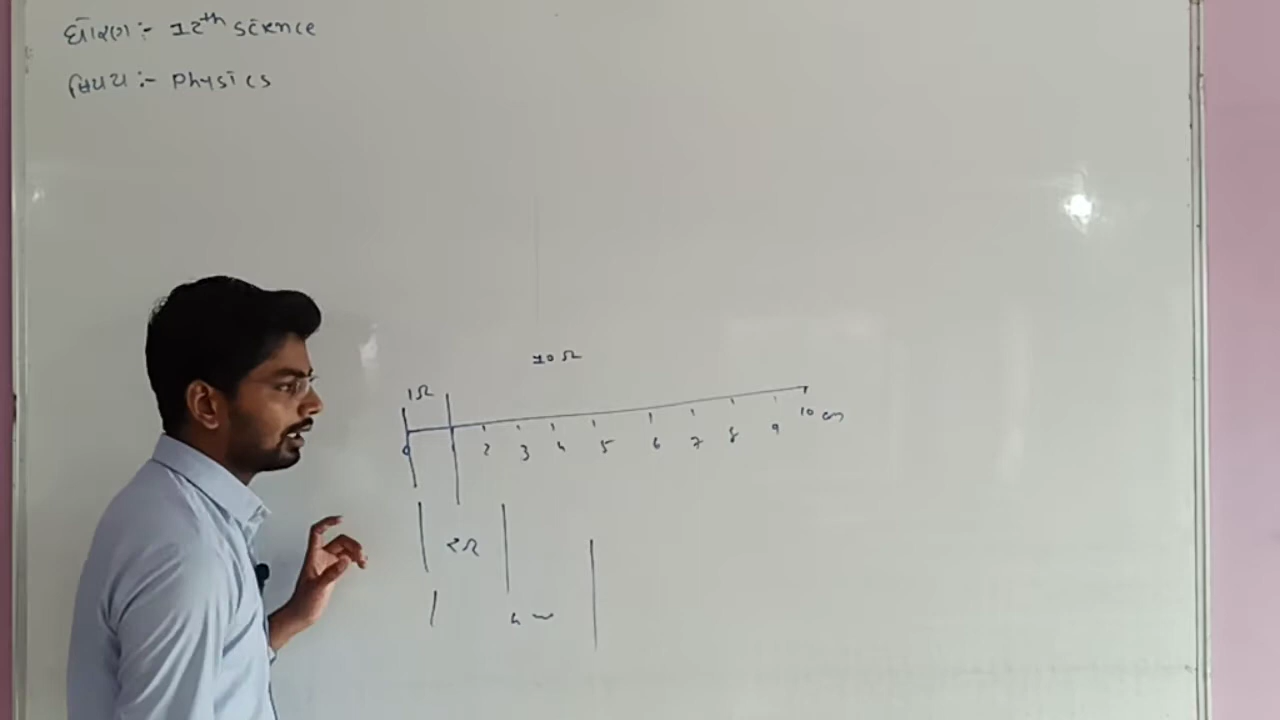 ધોરણ :- 12th science
વિષય :- Physics
10 Ω
1Ω
0 2 3 4 5 6 7 8 9 10 cm
2Ω